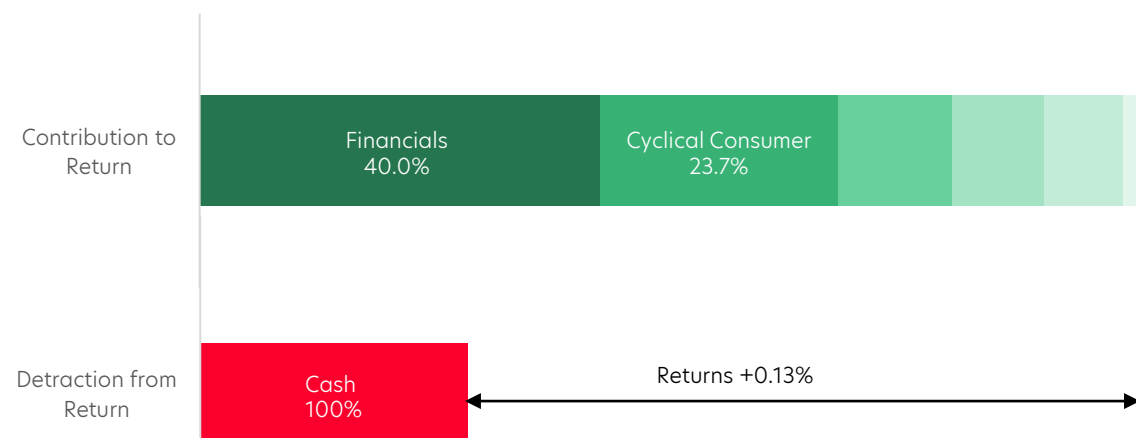 Contribution to
Return
Financials
40.0%
Cyclical Consumer
23.7%
Detraction from
Return
Cash
100%
Returns +0.13%